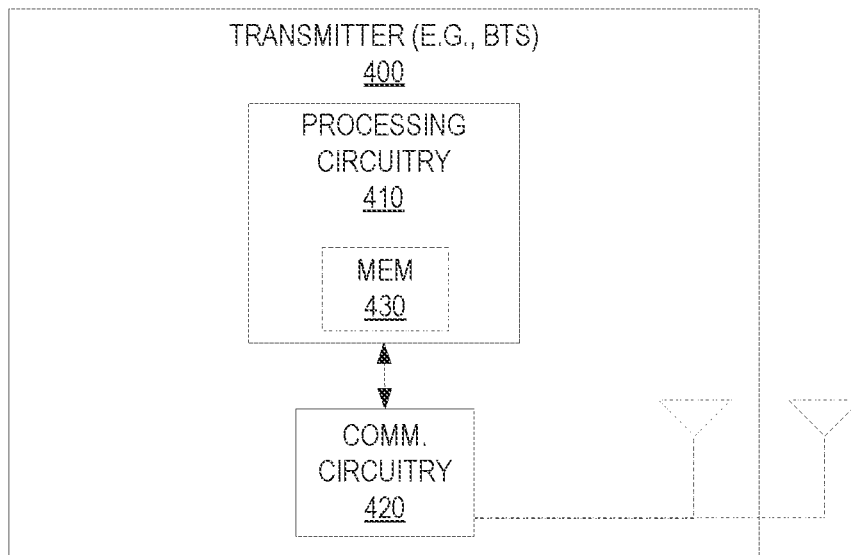 TRANSMITTER (E.G., BTS)
400
PROCESSING
CIRCUITRY
410
MEM
430
COMM.
CIRCUITRY
420